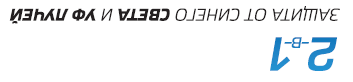 2-в-1
ЗАЩИТА ОТ СИНЕГО СВЕТА И УФ ЛУЧЕЙ